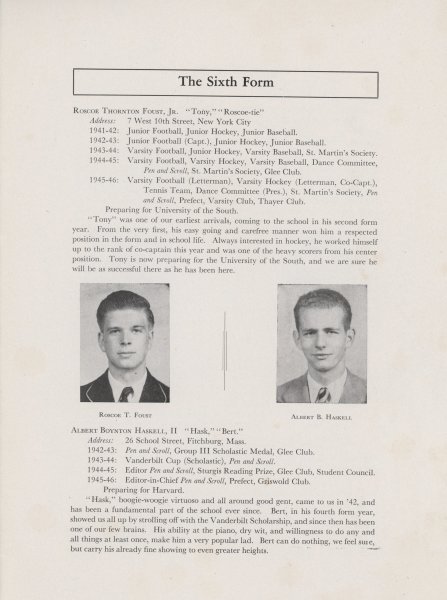 The Sixth Form
ROSCOE THORNTON FOUST, JR. "Tony," "Roscoe-tie"
Address: 7 West 10th Street, New York City
1941-42: Junior Football, Junior Hockey, Junior Baseball.
1942-43: Junior Football (Capt.), Junior Hockey, Junior Baseball.
1943-44: Varsity Football, Junior Hockey, Varsity Baseball, St. Martin's Society.
1944-45: Varsity Football, Varsity Hockey, Varsity Baseball, Dance Committee,
Pen and Scroll, St. Martin's Society, Glee Club.
1945-46: Varsity Football (Letterman), Varsity Hockey (Letterman, Co-Capt.),
Tennis Team, Dance Committee (Pres.), St. Martin's Society, Pen
and Scroll, Prefect, Varsity Club, Thayer Club.
Preparing for University of the South.
"Tony" was one of our earliest arrivals, coming to the school in his second form
year. From the very first, his easy going and carefree manner won him a respected
position in the form and in school life. Always interested in hockey, he worked himself
up to the rank of co-captain this year and was one of the heavy scorers from his center
position. Tony is now preparing for the University of the South, and we are sure he
will be as successful there as he has been here.
ROSCOE T. FOUST
ALBERT B. HASKELL
ALBERT BOYNTON HASKELL, II "Hask," "Bert."
Address: 26 School Street, Fitchburg, Mass.
1942-43: Pen and Scroll, Group III Scholastic Medal, Glee Club.
1943-44: Vanderbilt Cup (Scholastic), Pen and Scroll.
1944-45: Editor Pen and Scroll, Sturgis Reading Prize, Glee Club, Student Council.
1945-46: Editor-in-Chief Pen and Scroll, Prefect, Griswold Club.
Preparing for Harvard.
"Hask," boogie-woogie virtuoso and all around good gent, came to us in '42, and
has been a fundamental part of the school ever since. Bert, in his fourth form year,
showed us all up by strolling off with the Vanderbilt Scholarship, and since then has been
one of our few brains. His ability at the piano, dry wit, and willingness to do any and
all things at least once, make him a very popular lad. Bert can do nothing, we feel sure,
but carry his already fine showing to even greater heights.